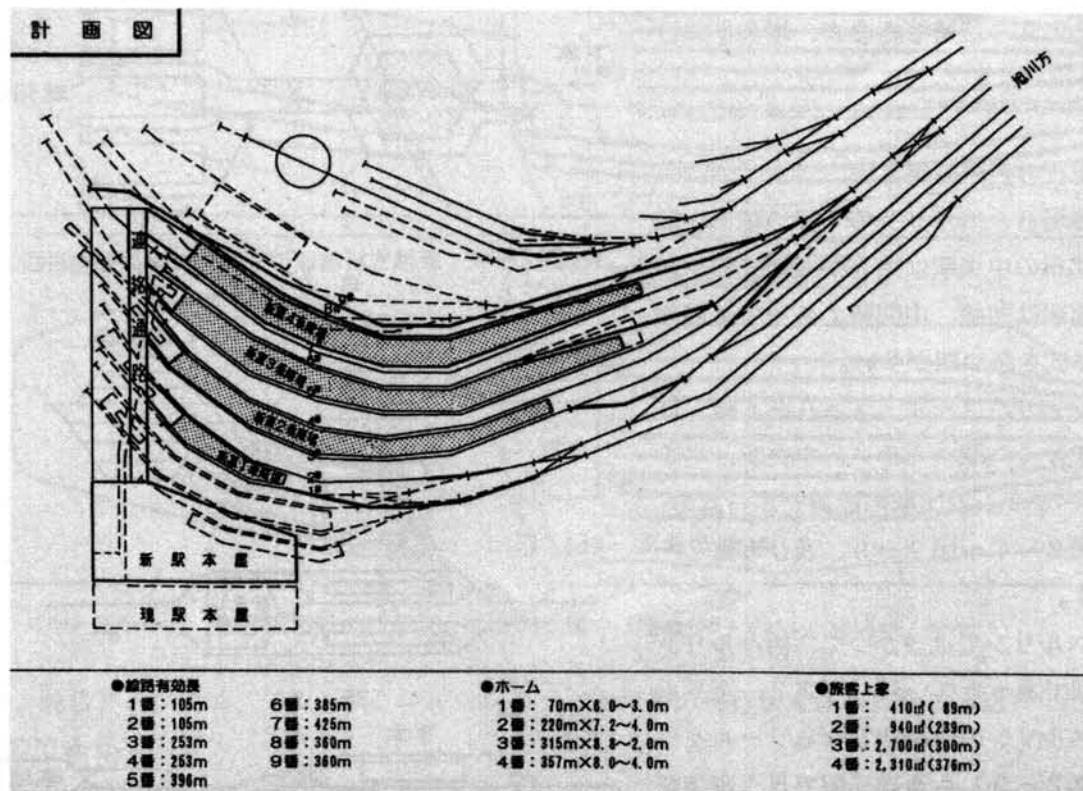 計画図
旭川方
連絡通路
新駅本屋
現駅本屋
●線路有効長
1番:105m
2番:105m
3番:253m
4番:253m
5番:396m
6番:385m
7番:425m
8番:360m
9番:360m
●ホーム
1番: 70m×6.0〜3.0m
2番:220m×7.2〜4.0m
3番:315m×8.8〜2.0m
4番:357m×8.0〜4.0m
●旅客上家
1番: 410㎡( 89m)
2番: 940㎡(239m)
3番:2,700㎡(300m)
4番:2,310㎡(376m)